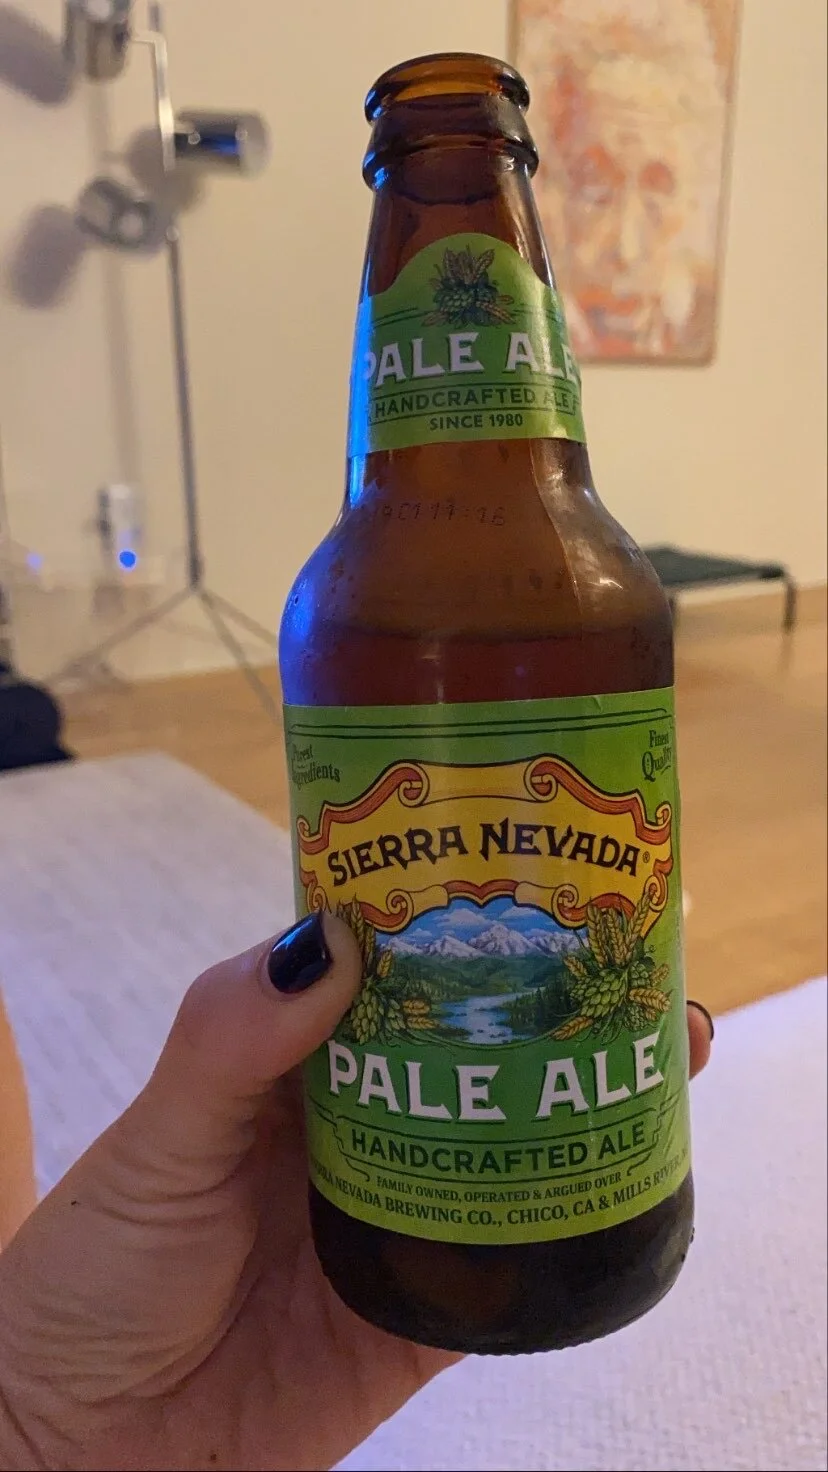 PALE ALE
HANDCRAFTED ALE
SINCE 1980
Finest
Ingredients
Finest
Quality
SIERRA NEVADA®
PALE ALE
HANDCRAFTED ALE
FAMILY OWNED, OPERATED & ARGUED OVER
NEVADA BREWING CO., CHICO, CA & MILLS RIVER,